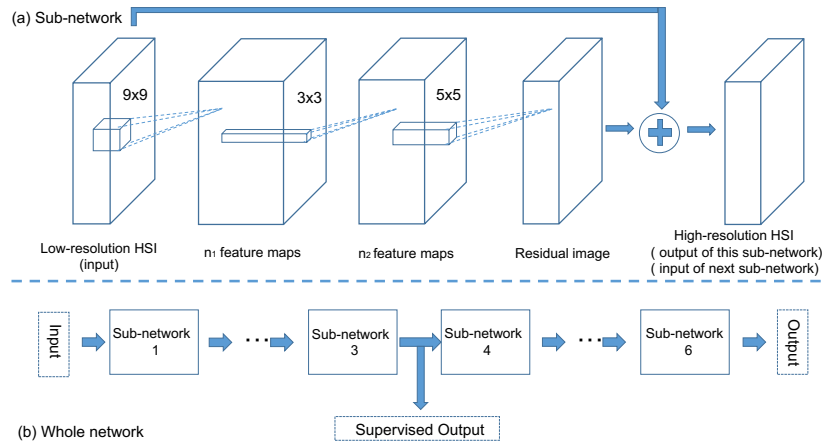 (a) Sub-network
9x9
3x3
5x5
Low-resolution HSI
(input)
n1 feature maps
n2 feature maps
Residual image
High-resolution HSI
( output of this sub-network)
( input of next sub-network)
Input
Sub-network
1
...
Sub-network
3
Sub-network
4
...
Sub-network
6
Output
Supervised Output
(b) Whole network